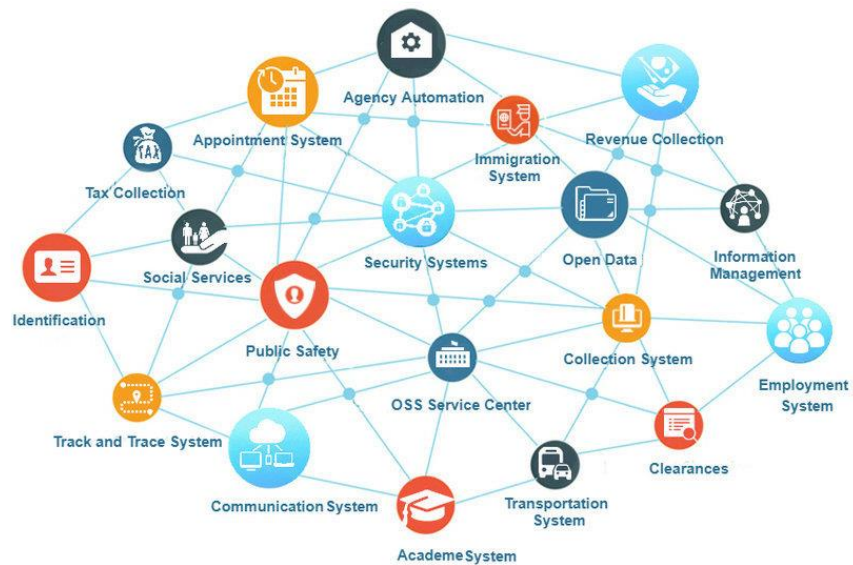 Agency Automation
Appointment System
Immigration
System
Revenue Collection
TAX
Tax Collection
Social Services
Security Systems
Open Data
Information
Management
Identification
Public Safety
Collection System
Employment
System
OSS Service Center
Track and Trace System
Clearances
Communication System
Transportation
System
Academe System